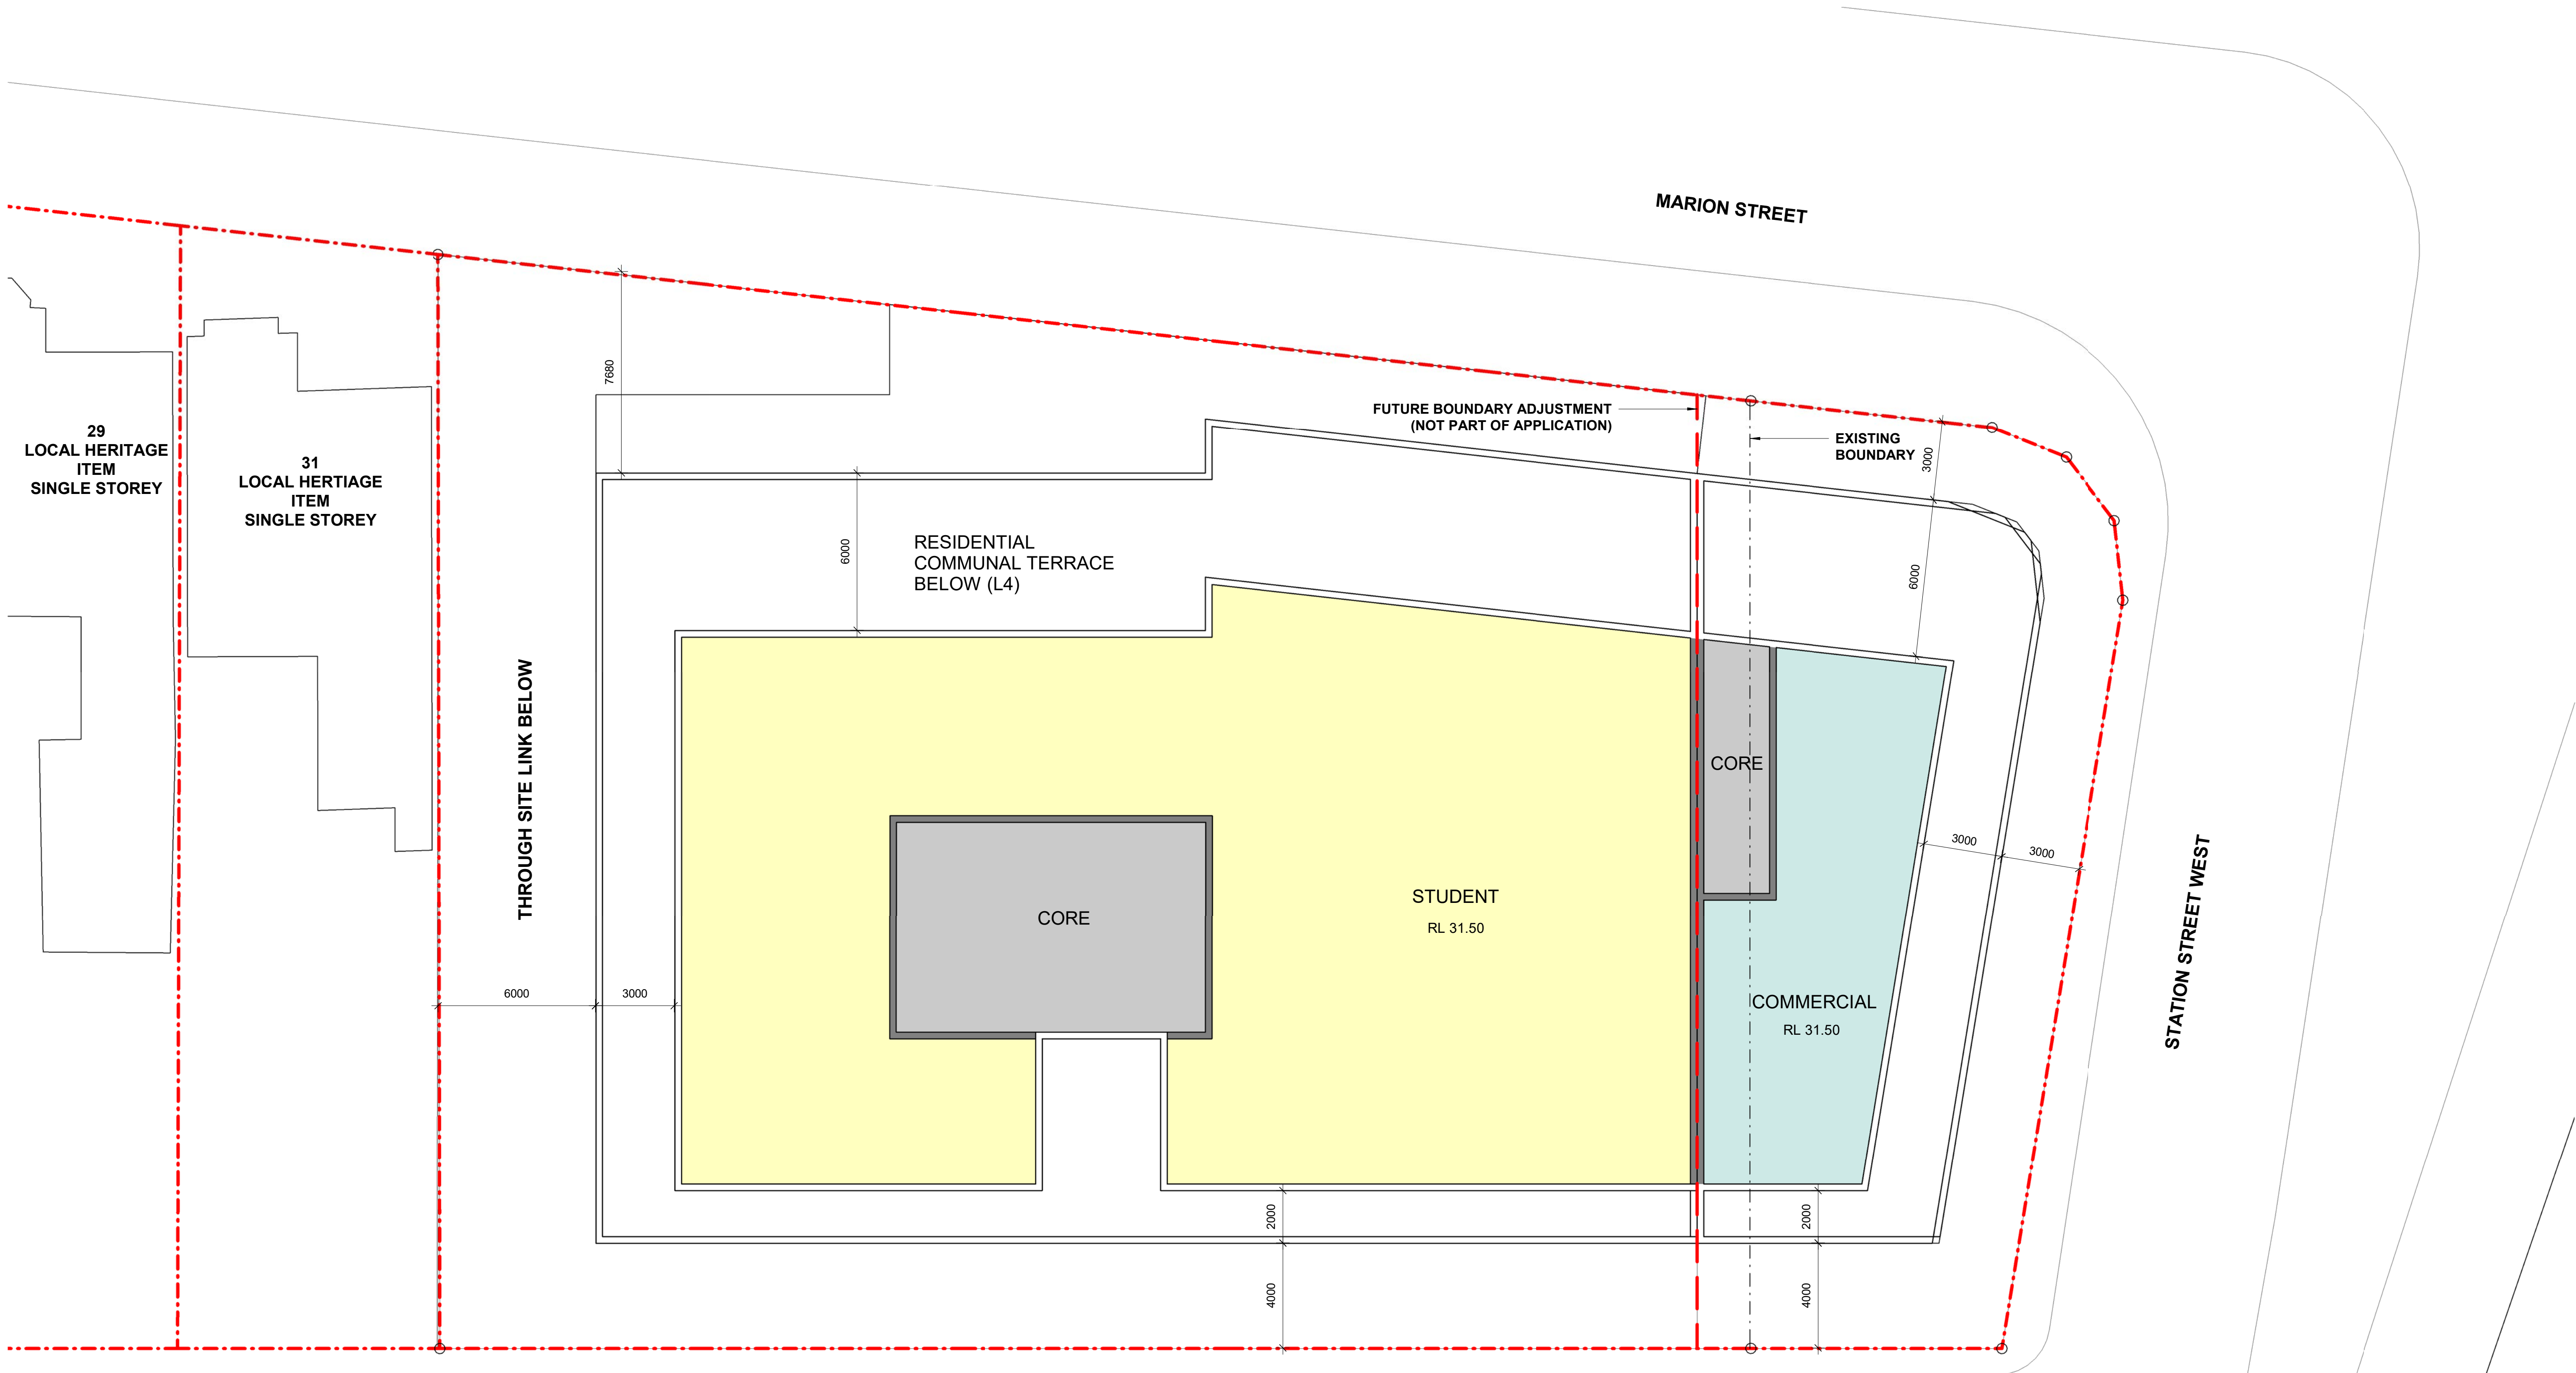 MARION STREET
7680
FUTURE BOUNDARY ADJUSTMENT
(NOT PART OF APPLICATION)
EXISTING
BOUNDARY
3000
29
LOCAL HERITAGE
ITEM
SINGLE STOREY
31
LOCAL HERTIAGE
ITEM
SINGLE STOREY
6000
RESIDENTIAL
COMMUNAL TERRACE
BELOW (L4)
6000
THROUGH SITE LINK BELOW
CORE
3000
3000
STUDENT
RL 31.50
CORE
STATION STREET WEST
6000
3000
COMMERCIAL
RL 31.50
2000
2000
4000
4000